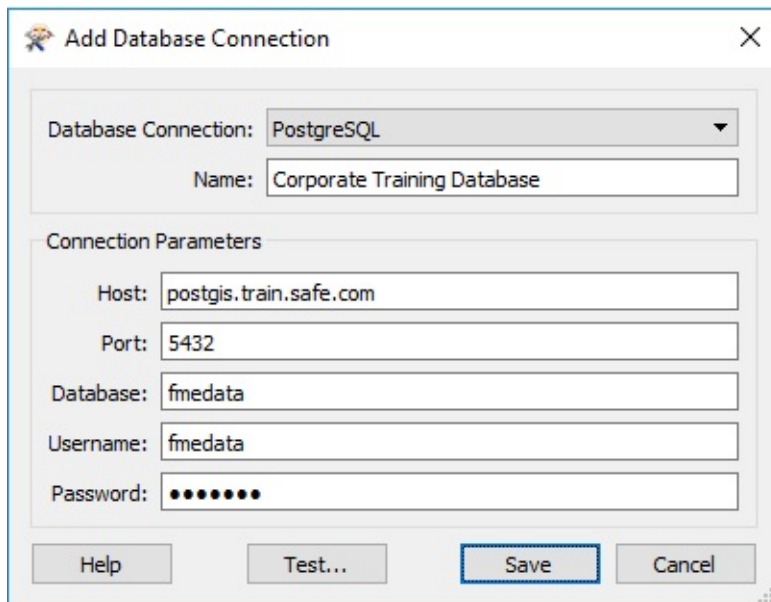 Add Database Connection
Database Connection: PostgreSQL
Name: Corporate Training Database
Connection Parameters
Host: postgis.train.safe.com
Port: 5432
Database: fmedata
Username: fmedata
Password: •••••••
Help Test... Save Cancel